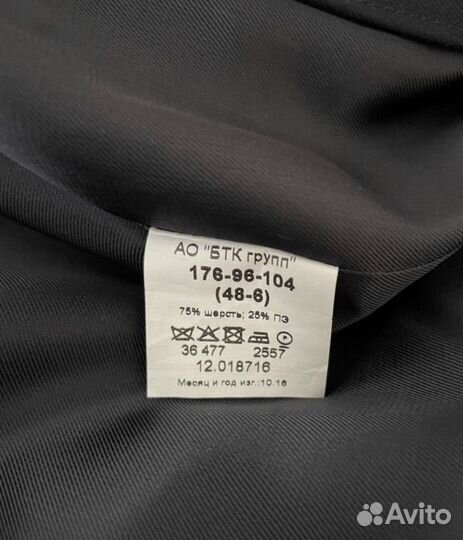 АО "БТК групп"
176-96-104
(48-6)
75% шерсть; 25% ПЭ
36 477 2557
12.018716
Месяц и год изг.:10.16
Avito